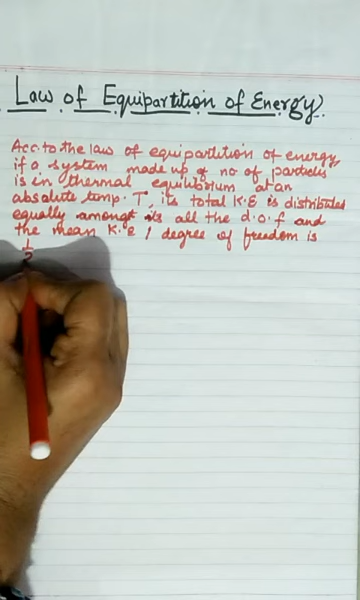 Law of Equipartition of Energy
Acc. to the law of equipartition of energy,
if a system made up of no of particles
is in thermal equilibrium at an
absolute temp. T, its total K.E is distributed
equally amongst its all the d.o.f and
the mean K.E / degree of freedom is
1/2